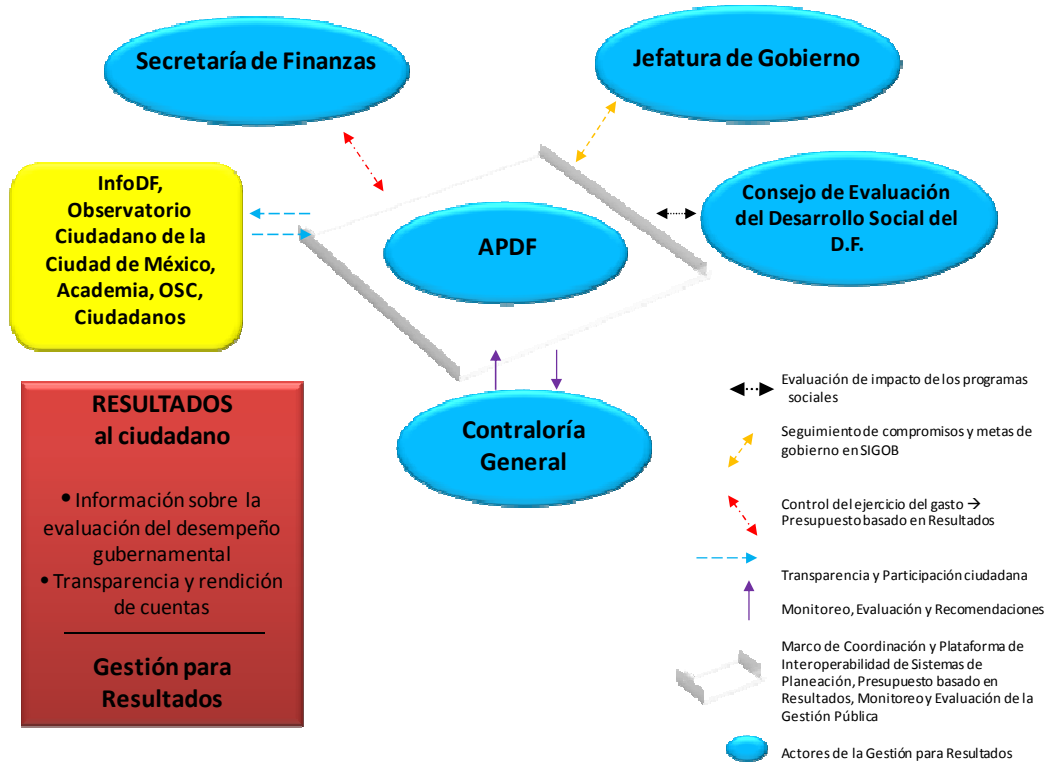 Secretaría de Finanzas
Jefatura de Gobierno
InfoDF,
Observatorio
Ciudadano de la
Ciudad de México,
Academia, OSC,
Ciudadanos
APDF
Consejo de Evaluación
del Desarrollo Social del
D.F.
Contraloría
General
RESULTADOS
al ciudadano
• Información sobre la
evaluación del desempeño
gubernamental
• Transparencia y rendición
de cuentas
Gestión para
Resultados
Evaluación de impacto de los programas
sociales
Seguimiento de compromisos y metas de
gobierno en SIGOB
Control del ejercicio del gasto →
Presupuesto basado en Resultados
Transparencia y Participación ciudadana
Monitoreo, Evaluación y Recomendaciones
Marco de Coordinación y Plataforma de
Interoperabilidad de Sistemas de
Planeación, Presupuesto basado en
Resultados, Monitoreo y Evaluación de la
Gestión Pública
Actores de la Gestión para Resultados